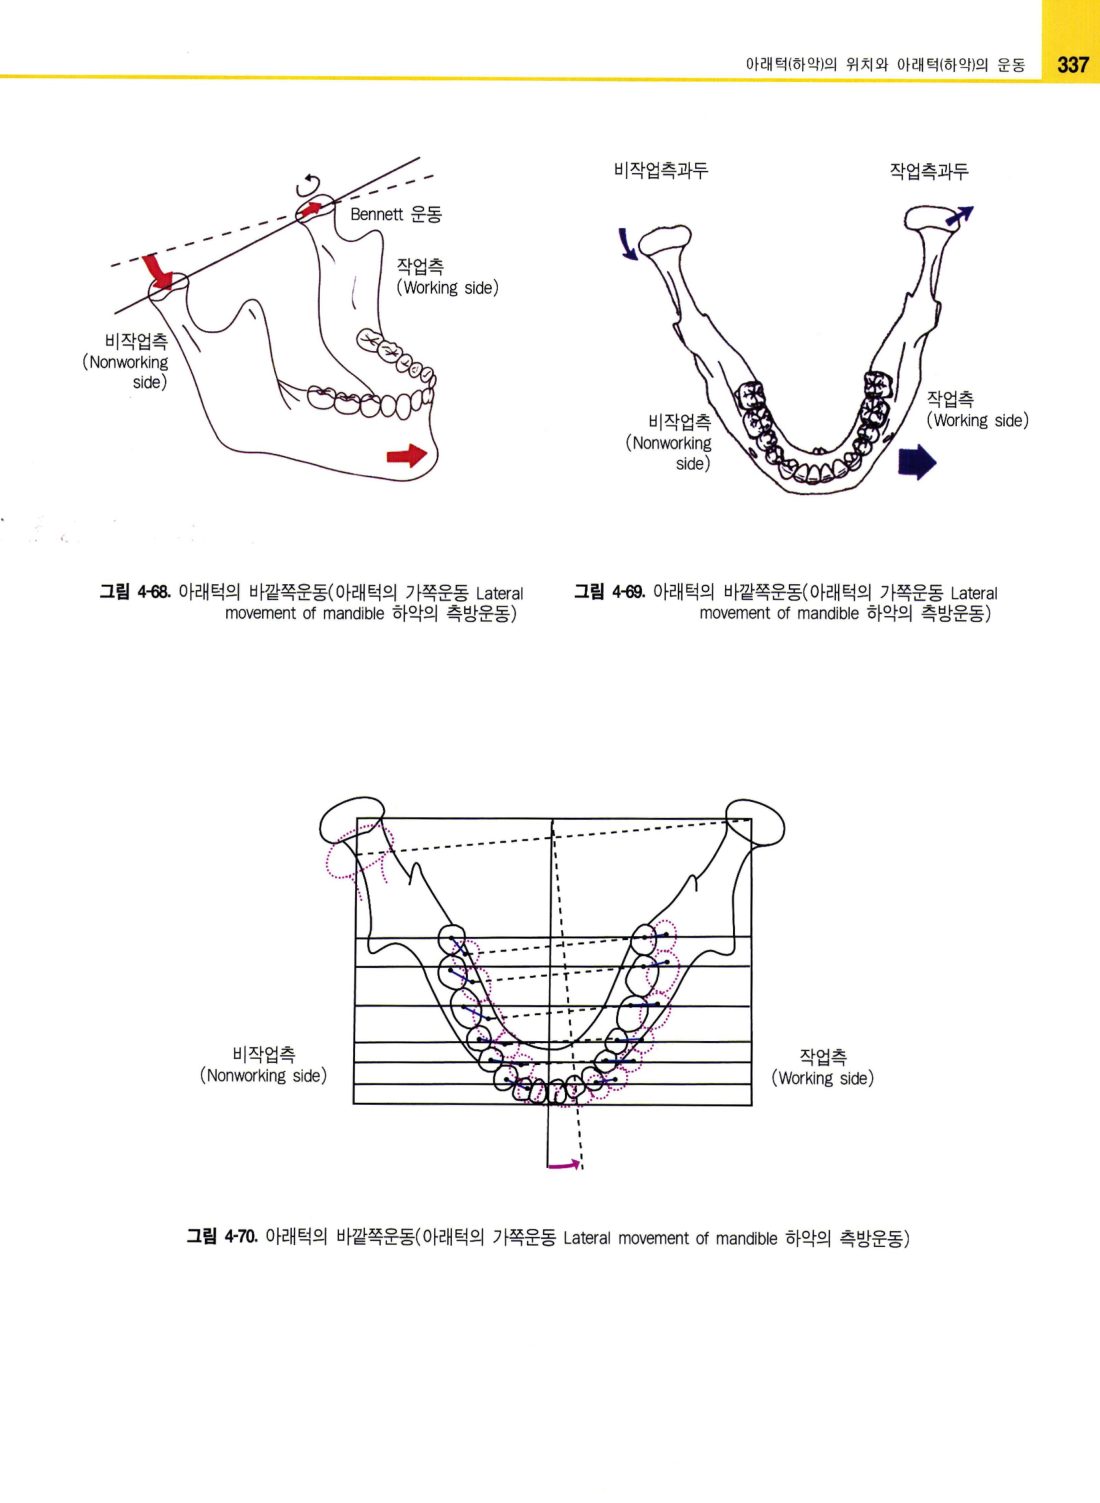 아래턱(하악)의 위치와 아래턱(하악)의 운동 337
Bennett 운동
작업측
(Working side)
비작업측
(Nonworking
side)
비작업측과두
작업측과두
작업측
(Working side)
비작업측
(Nonworking
side)
그림 4-68. 아래턱의 바깥쪽운동(아래턱의 가쪽운동 Lateral
movement of mandible 하악의 측방운동)
그림 4-69. 아래턱의 바깥쪽운동(아래턱의 가쪽운동 Lateral
movement of mandible 하악의 측방운동)
비작업측
(Nonworking side)
작업측
(Working side)
그림 4-70. 아래턱의 바깥쪽운동(아래턱의 가쪽운동 Lateral movement of mandible 하악의 측방운동)